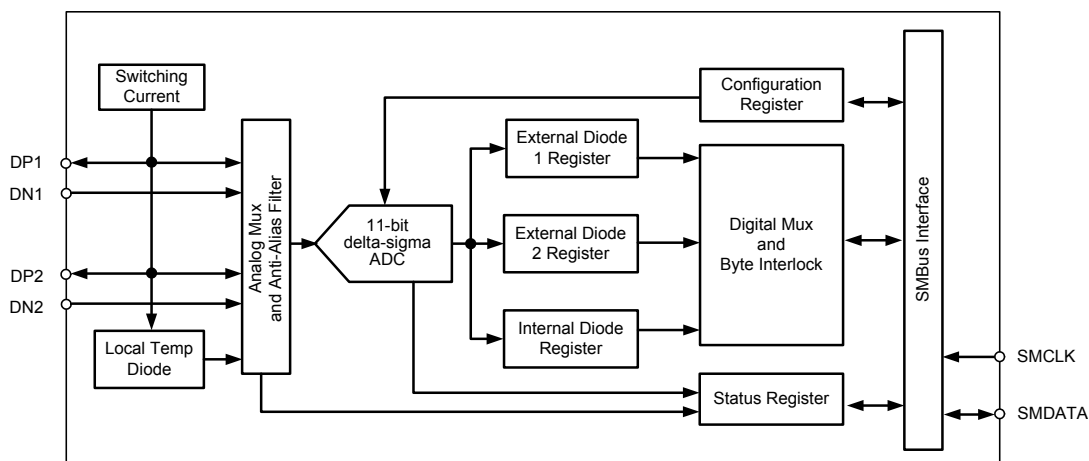 Switching
Current
DP1
DN1
DP2
DN2
Local Temp
Diode
Analog Mux
and Anti-Alias Filter
11-bit
delta-sigma
ADC
External Diode
1 Register
External Diode
2 Register
Internal Diode
Register
Configuration
Register
Digital Mux
and
Byte Interlock
Status Register
SMBus Interface
SMCLK
SMDATA